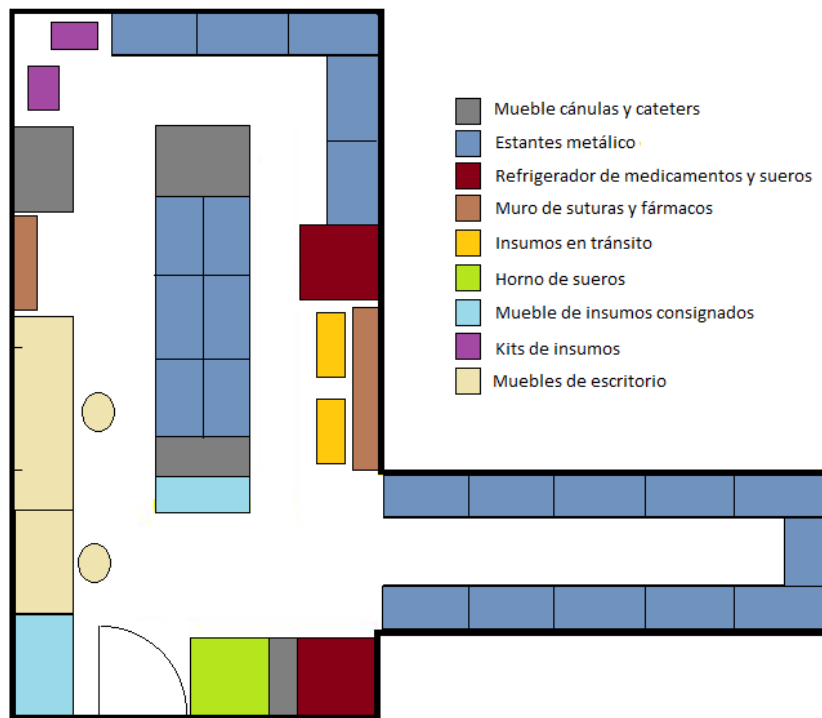 Mueble cánulas y cateters
Estantes metálico
Refrigerador de medicamentos y sueros
Muro de suturas y fármacos
Insumos en tránsito
Horno de sueros
Mueble de insumos consignados
Kits de insumos
Muebles de escritorio